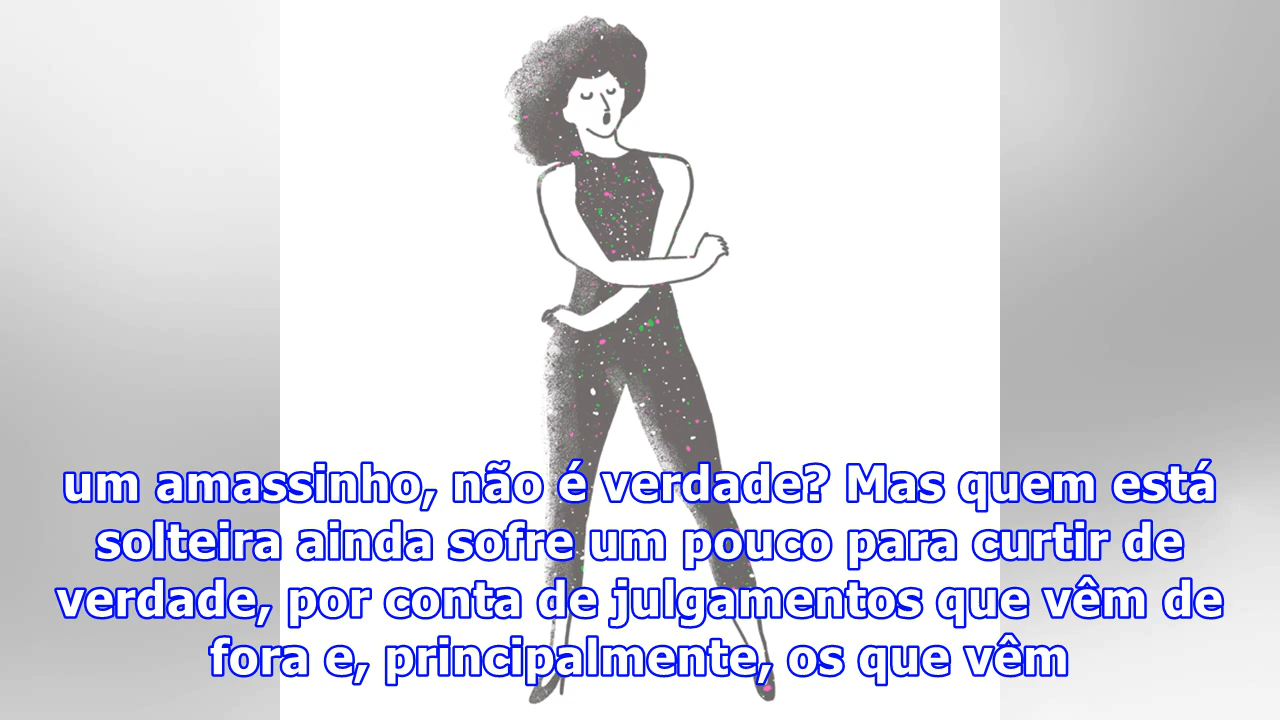 um amassinho, não é verdade? Mas quem está
solteira ainda sofre um pouco para curtir de
verdade, por conta de julgamentos que vêm de
fora e, principalmente, os que vêm